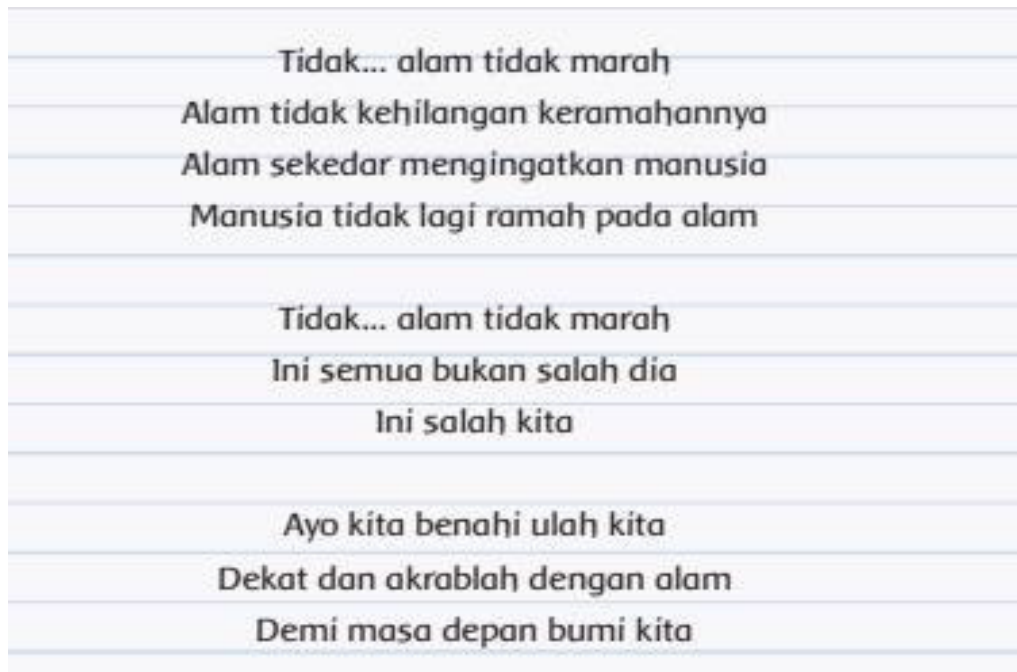 Tidak... alam tidak marah
Alam tidak kehilangan keramahannya
Alam sekedar mengingatkan manusia
Manusia tidak lagi ramah pada alam
Tidak... alam tidak marah
Ini semua bukan salah dia
Ini salah kita
Ayo kita benahi ulah kita
Dekat dan akrablah dengan alam
Demi masa depan bumi kita